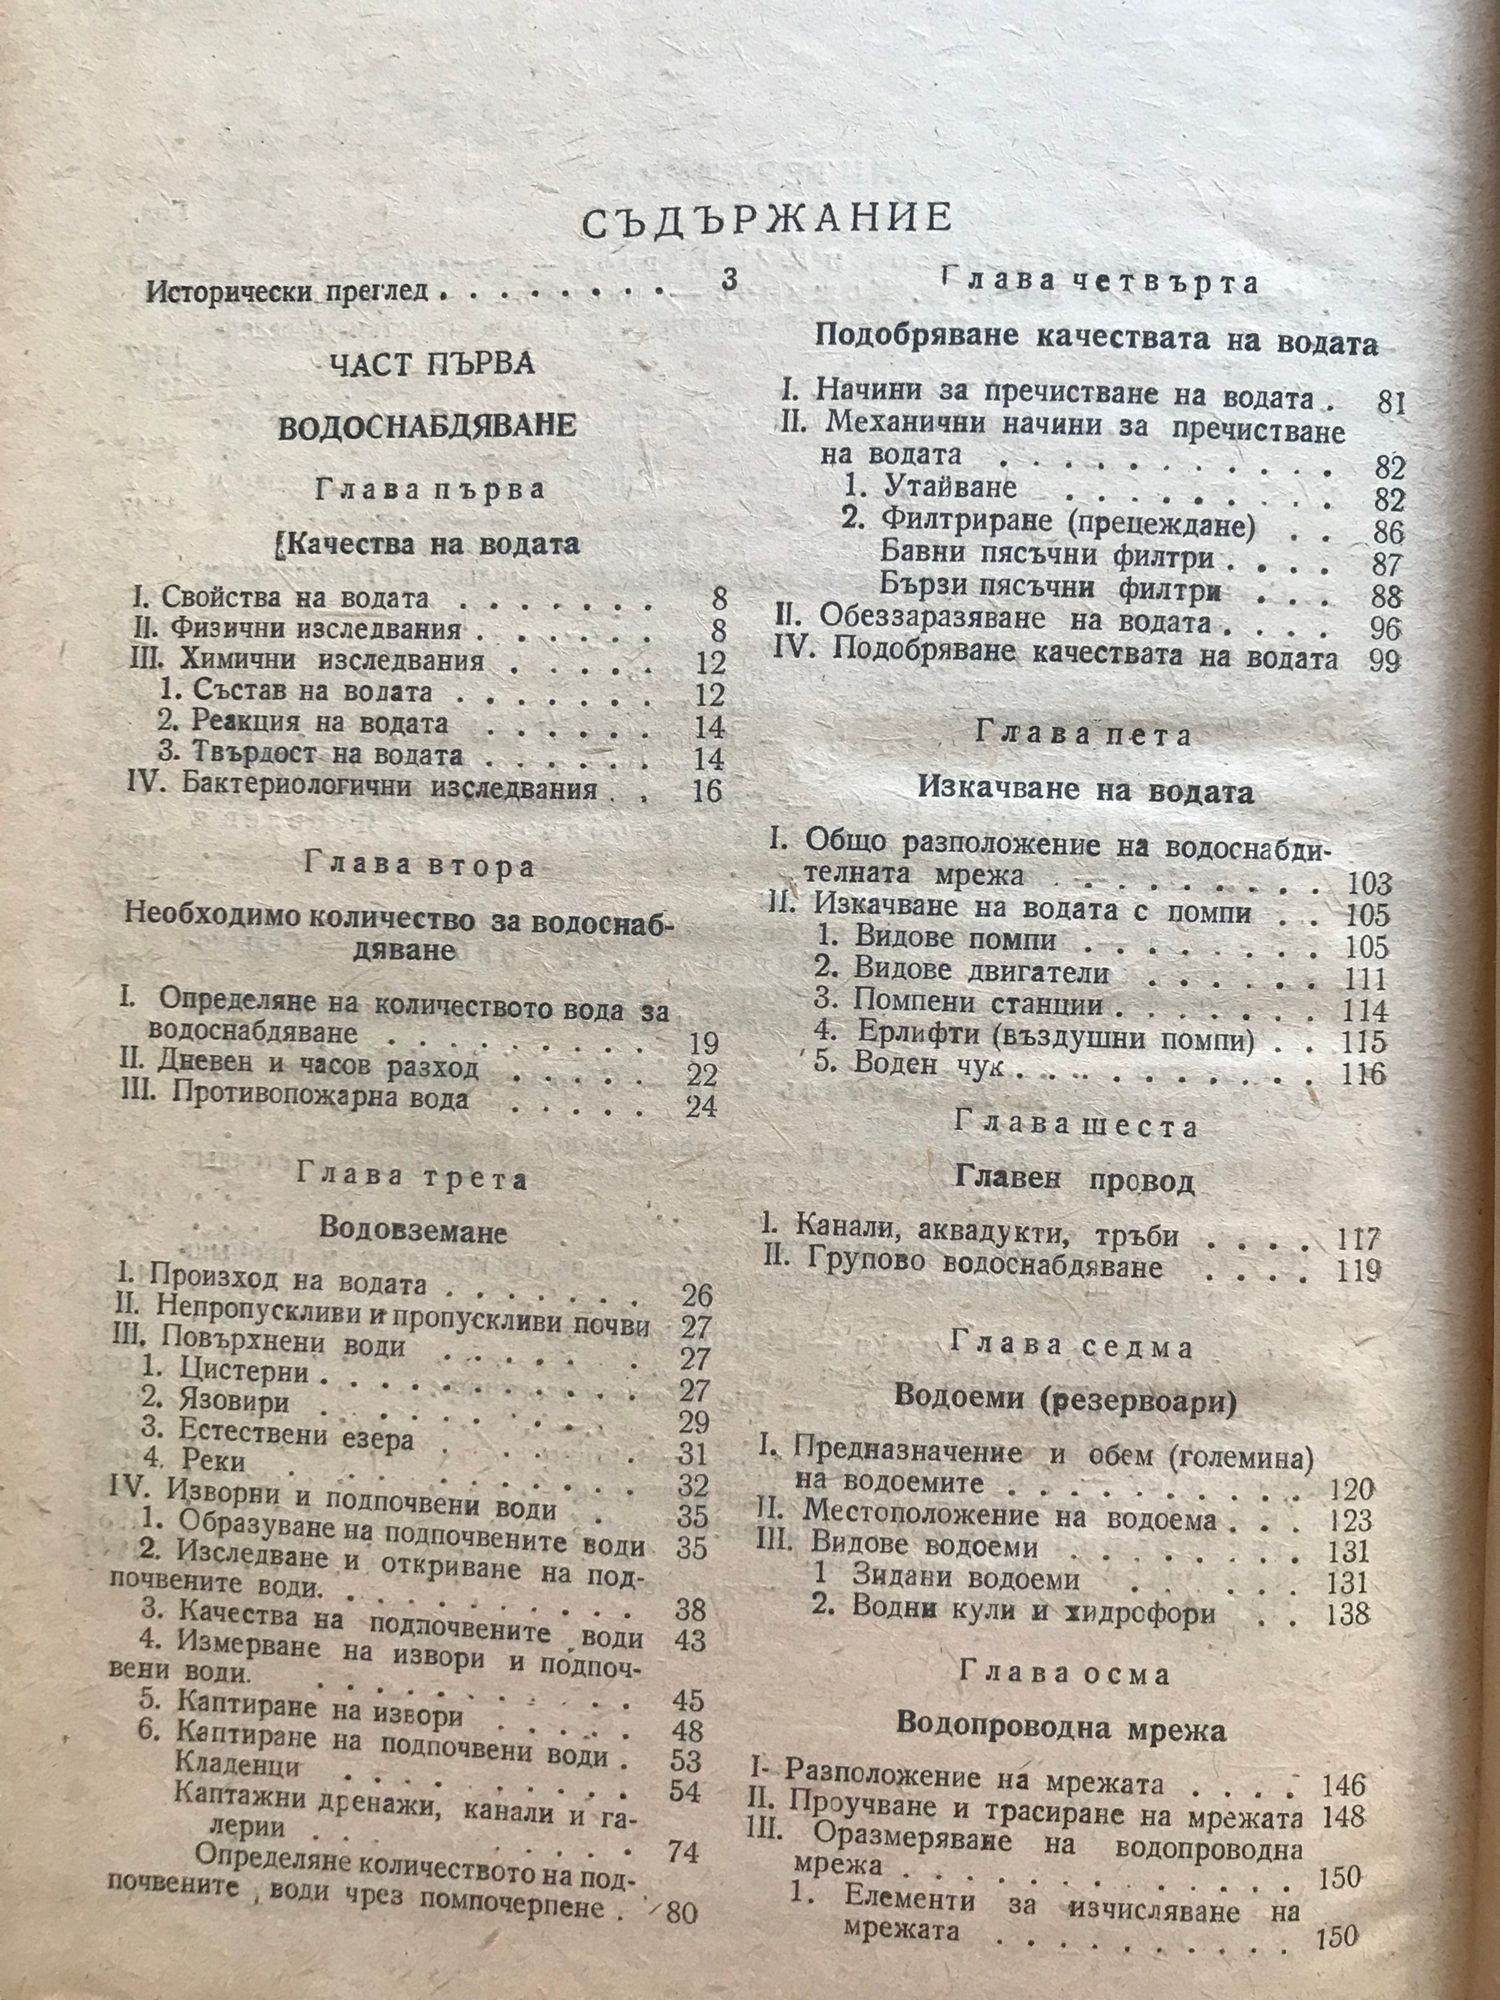 СЪДЪРЖАНИЕ
Исторически преглед . . . . . . . . 3
ЧАСТ ПЪРВА
ВОДОСНАБДЯВАНЕ
Глава първа
[Качества на водата
I. Свойства на водата . . . . . . . 8
II. Физични изследвания . . . . . . 8
III. Химични изследвания . . . . . 12
1. Състав на водата . . . . . . . 12
2. Реакция на водата . . . . . . 14
3. Твърдост на водата . . . . . . 14
IV. Бактериологични изследвания . . 16
Глава втора
Необходимо количество за водоснаб-
дяване
I. Определяне на количеството вода за
водоснабдяване . . . . . . . . . 19
II. Дневен и часов разход . . . . . 22
III. Противопожарна вода . . . . . 24
Глава трета
Водовземане
I. Произход на водата . . . . . . . 26
II. Непропускливи и пропускливи почви 27
III. Повърхнени води . . . . . . 27
1. Цистерни . . . . . . . . . . . 27
2. Язовири . . . . . . . . . . . 29
3. Естествени езера . . . . . . . 31
4. Реки . . . . . . . . . . . . 32
IV. Изворни и подпочвени води . 35
1. Образуване на подпочвените води 35
2. Изследване и откриване на под-
почвените води. . . . . . . . . . 38
3. Качества на подпочвените води 43
4. Измерване на извори и подпоч-
вени води. . . . . . . . . . . 45
5. Каптиране на извори . . . . . 48
6. Каптиране на подпочвени води . 53
Кладенци . . . . . . . . . 54
Каптажни дренажи, канали и га-
лерии . . . . . . . . . . 74
Определяне количеството на под-
почвените води чрез помпочерпене . 80
Глава четвърта
Подобряване качествата на водата
I. Начини за пречистване на водата . 81
II. Механични начини за пречистване
на водата . . . . . . . . . . . 82
1. Утайване . . . . . . . . . 82
2. Филтриране (прецеждане) . . 86
Бавни пясъчни филтри . . . . 87
Бързи пясъчни филтри . . . 88
II. Обеззаразяване на водата . . . . 96
IV. Подобряване качествата на водата 99
Глава пета
Изкачване на водата
I. Общо разположение на водоснабди-
телната мрежа . . . . . . . . . 103
II. Изкачване на водата с помпи . . 105
1. Видове помпи . . . . . . . . 105
2. Видове двигатели . . . . . . 111
3. Помпени станции . . . . . . . 114
4. Ерлифти (въздушни помпи) . . 115
5. Воден чук . . . . . . . . . . 116
Глава шеста
Главен провод
I. Канали, аквадукти, тръби . . . . 117
II. Групово водоснабдяване . . . . 119
Глава седма
Водоеми (резервоари)
I. Предназначение и обем (големина)
на водоемите . . . . . . . . . . 120
II. Местоположение на водоема . . . 123
III. Видове водоеми . . . . . . . 131
1 Зидани водоеми . . . . . . 131
2. Водни кули и хидрофори . . 138
Глава осма
Водопроводна мрежа
I- Разположение на мрежата . . . . 146
II. Проучване и трасиране на мрежата 148
III. Оразмеряване на водопроводна
мрежа . . . . . . . . . . . . . 150
1. Елементи за изчисляване на
мрежата . . . . . . . . . . 150